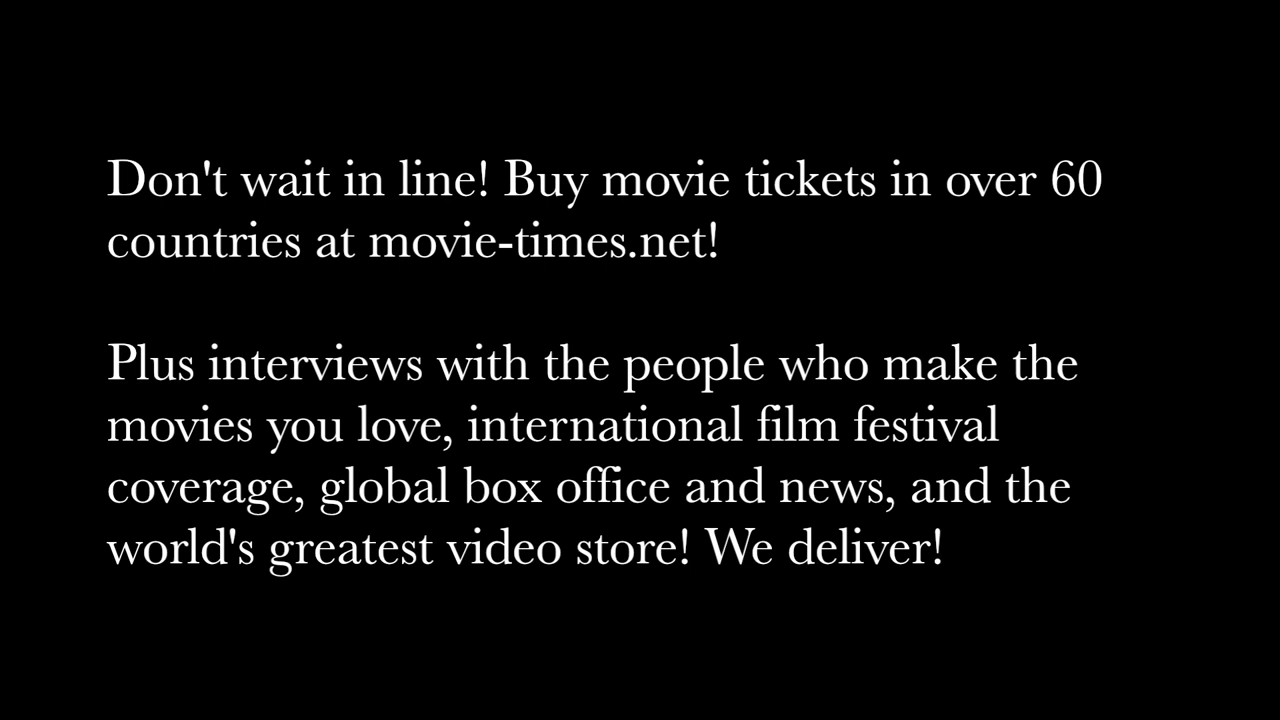 Don't wait in line! Buy movie tickets in over 60
countries at movie-times.net!
Plus interviews with the people who make the
movies you love, international film festival
coverage, global box office and news, and the
world's greatest video store! We deliver!